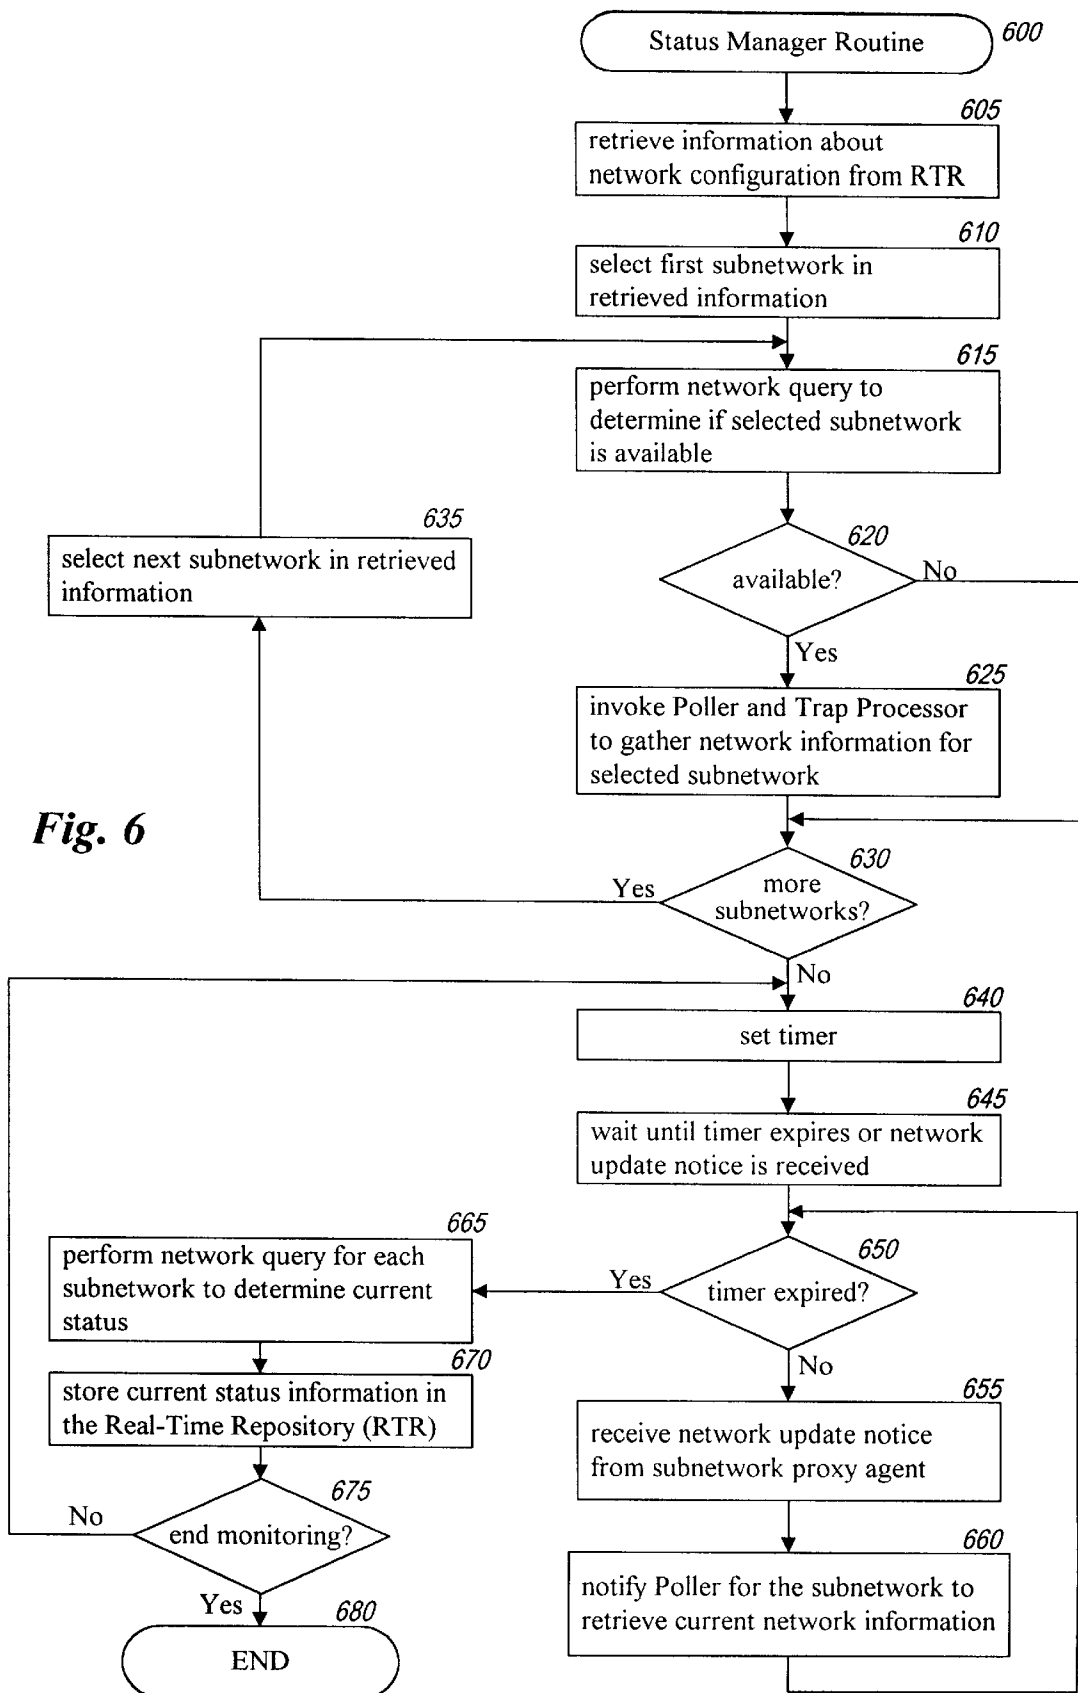 Status Manager Routine
600
605
retrieve information about
network configuration from RTR
610
select first subnetwork in
retrieved information
615
perform network query to
determine if selected subnetwork
is available
635
select next subnetwork in retrieved
information
620
available?
No
Yes
625
invoke Poller and Trap Processor
to gather network information for
selected subnetwork
Fig. 6
630
more
subnetworks?
Yes
No
640
set timer
645
wait until timer expires or network
update notice is received
650
timer expired?
Yes
No
665
perform network query for each
subnetwork to determine current
status
670
store current status information in
the Real-Time Repository (RTR)
655
receive network update notice
from subnetwork proxy agent
675
end monitoring?
No
Yes
660
notify Poller for the subnetwork to
retrieve current network information
680
END